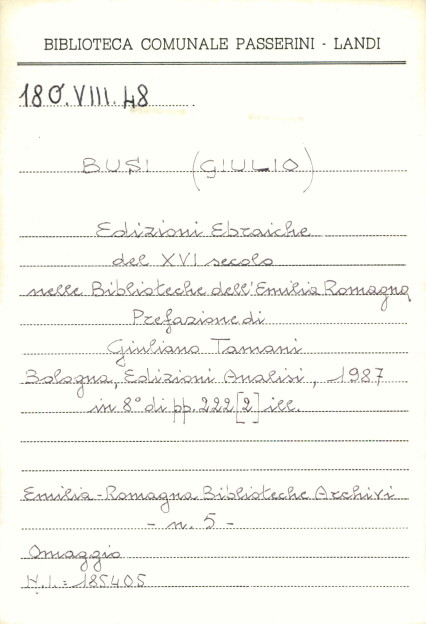 BIBLIOTECA COMUNALE PASSERINI - LANDI
180.VIII.48
BUSI (GIULIO)
Edizioni Ebraiche
del XVI secolo
nelle Biblioteche dell'Emilia Romagna
Prefazione di
Giuliano Tamani
Bologna, Edizioni Analisi, 1987
in 8° di pp. 222 [2] ill.
Emilia-Romagna Biblioteche Archivi
- n. 5 -
Omaggio
N.I. = 185405